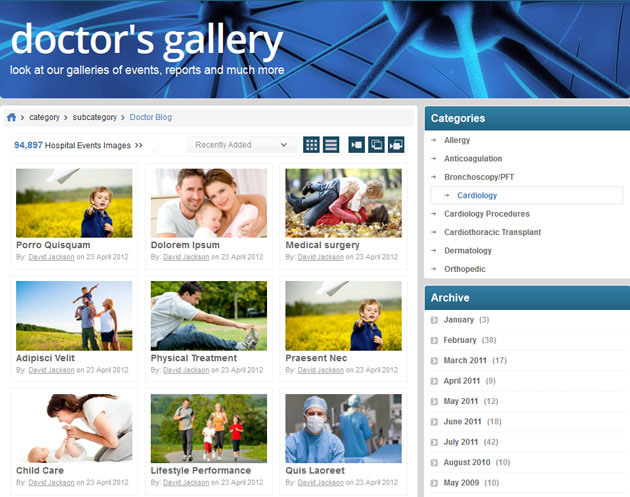 doctor's gallery
look at our galleries of events, reports and much more
category > subcategory > Doctor Blog
94,897 Hospital Events Images >>
Recently Added
Porro Quisquam
By: David Jackson on 23 April 2012
Dolorem Ipsum
By: David Jackson on 23 April 2012
Medical surgery
By: David Jackson on 23 April 2012
Adipisci Velit
By: David Jackson on 23 April 2012
Physical Treatment
By: David Jackson on 23 April 2012
Praesent Nec
By: David Jackson on 23 April 2012
Child Care
By: David Jackson on 23 April 2012
Lifestyle Performance
By: David Jackson on 23 April 2012
Quis Laoreet
By: David Jackson on 23 April 2012
Categories
Allergy
Anticoagulation
Bronchoscopy/PFT
Cardiology
Cardiology Procedures
Cardiothoracic Transplant
Dermatology
Orthopedic
Archive
January (3)
February (38)
March 2011 (17)
April 2011 (9)
May 2011 (12)
June 2011 (18)
July 2011 (42)
August 2010 (10)
May 2009 (10)